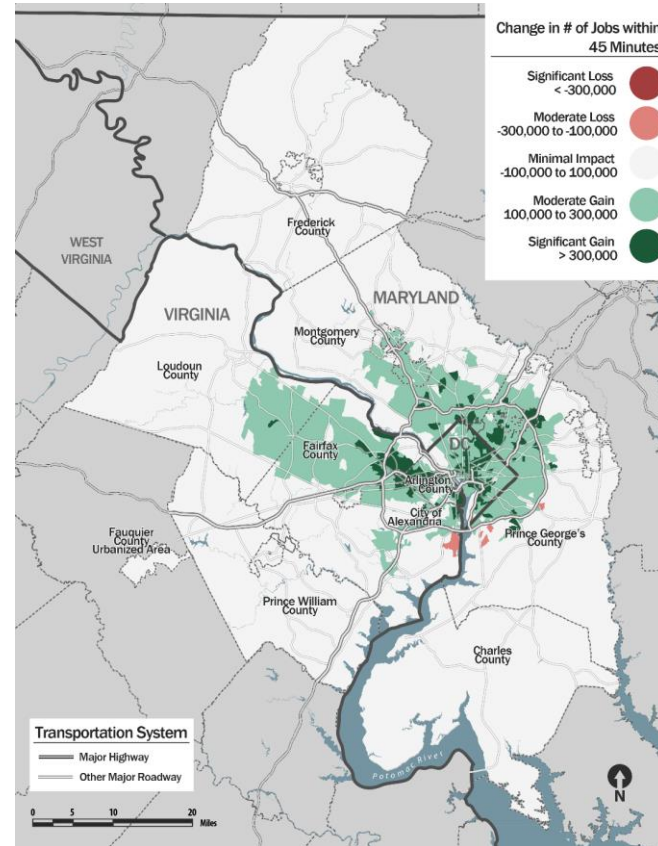 Change in # of Jobs within
45 Minutes
Significant Loss
< -300,000
Moderate Loss
-300,000 to -100,000
Minimal Impact
-100,000 to 100,000
Moderate Gain
100,000 to 300,000
Significant Gain
> 300,000
Frederick
County
WEST
VIRGINIA
MARYLAND
VIRGINIA
Montgomery
County
Loudoun
County
Fairfax
County
DC
Arlington
County
City of
Alexandria
Prince George's
County
Fauquier
County
Urbanized Area
Prince William
County
Charles
County
Transportation System
Major Highway
Other Major Roadway
Potomac River
0 5 10 20
Miles
N